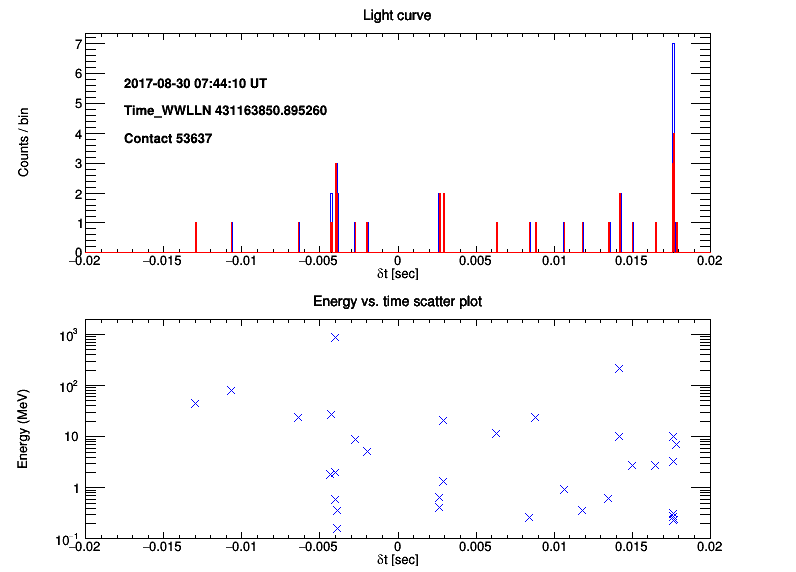 Light curve
Counts / bin
7
6
5
4
3
2
1
0
2017-08-30 07:44:10 UT
Time_WWLLN 431163850.895260
Contact 53637
−0.02 −0.015 −0.01 −0.005 0 0.005 0.01 0.015 0.02
δt [sec]
Energy vs. time scatter plot
Energy (MeV)
10³
10²
10
1
10⁻¹
−0.02 −0.015 −0.01 −0.005 0 0.005 0.01 0.015 0.02
δt [sec]